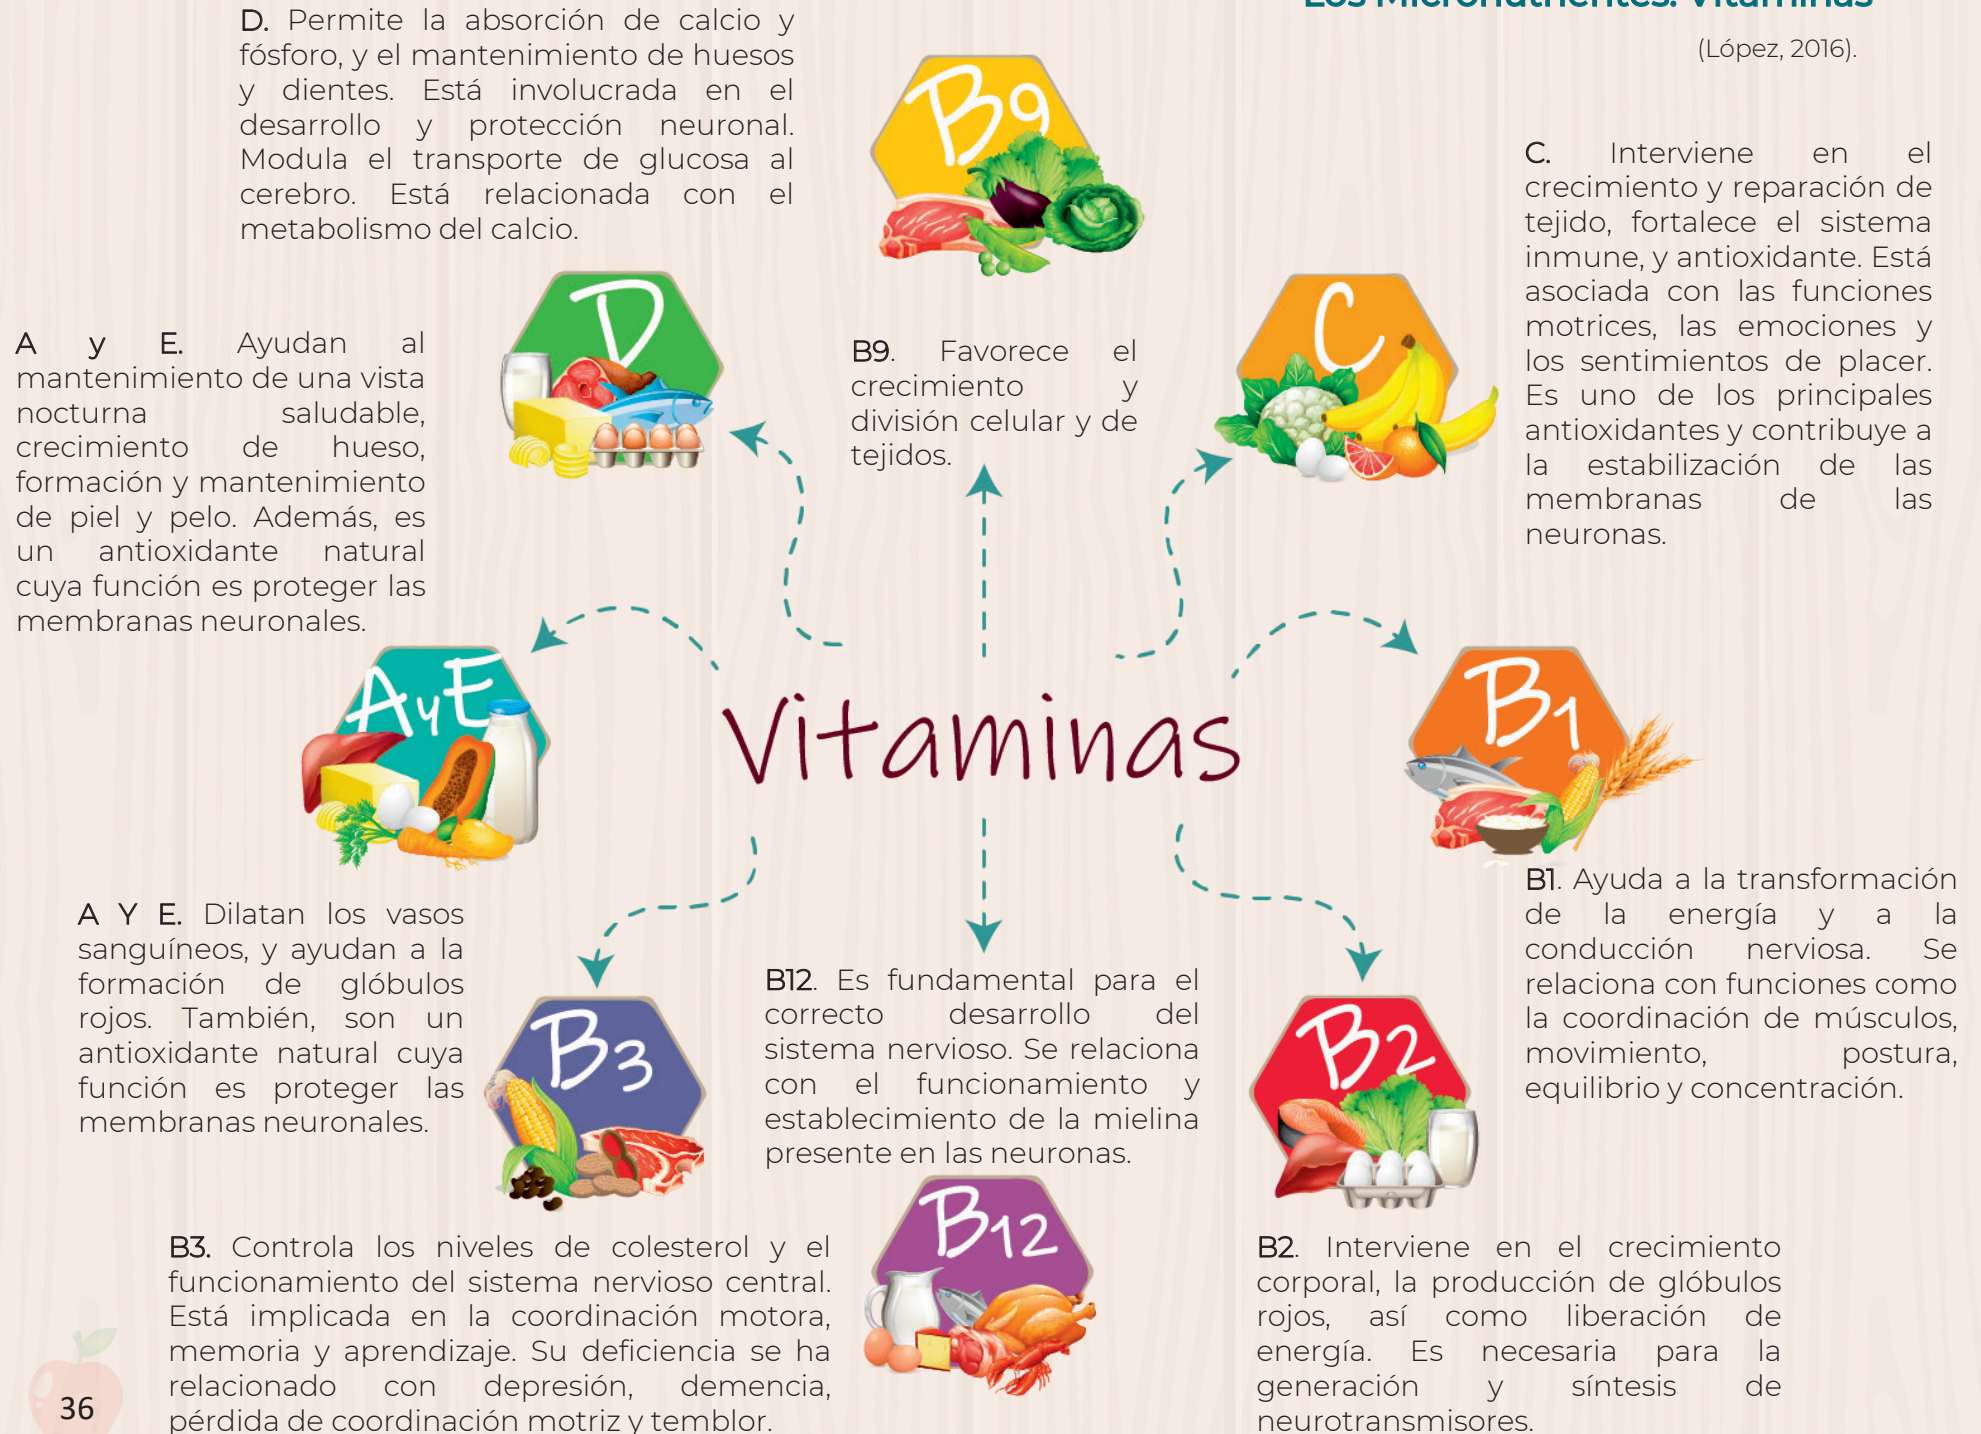 Los Micronutrientes: Vitaminas
(López, 2016).
D. Permite la absorción de calcio y
fósforo, y el mantenimiento de huesos
y dientes. Está involucrada en el
desarrollo y protección neuronal.
Modula el transporte de glucosa al
cerebro. Está relacionada con el
metabolismo del calcio.
B9
C. Interviene en el
crecimiento y reparación de
tejido, fortalece el sistema
inmune, y antioxidante. Está
asociada con las funciones
motrices, las emociones y
los sentimientos de placer.
Es uno de los principales
antioxidantes y contribuye a
la estabilización de las
membranas de las
neuronas.
D
C
A y E. Ayudan al
mantenimiento de una vista
nocturna saludable,
crecimiento de hueso,
formación y mantenimiento
de piel y pelo. Además, es
un antioxidante natural
cuya función es proteger las
membranas neuronales.
B9. Favorece el
crecimiento y
división celular y de
tejidos.
AyE
B1
Vitaminas
B1. Ayuda a la transformación
de la energía y a la
conducción nerviosa. Se
relaciona con funciones como
la coordinación de músculos,
movimiento, postura,
equilibrio y concentración.
A Y E. Dilatan los vasos
sanguíneos, y ayudan a la
formación de glóbulos
rojos. También, son un
antioxidante natural cuya
función es proteger las
membranas neuronales.
B3
B12. Es fundamental para el
correcto desarrollo del
sistema nervioso. Se relaciona
con el funcionamiento y
establecimiento de la mielina
presente en las neuronas.
B2
B12
B3. Controla los niveles de colesterol y el
funcionamiento del sistema nervioso central.
Está implicada en la coordinación motora,
memoria y aprendizaje. Su deficiencia se ha
relacionado con depresión, demencia,
pérdida de coordinación motriz y temblor.
B2. Interviene en el crecimiento
corporal, la producción de glóbulos
rojos, así como liberación de
energía. Es necesaria para la
generación y síntesis de
neurotransmisores.
36